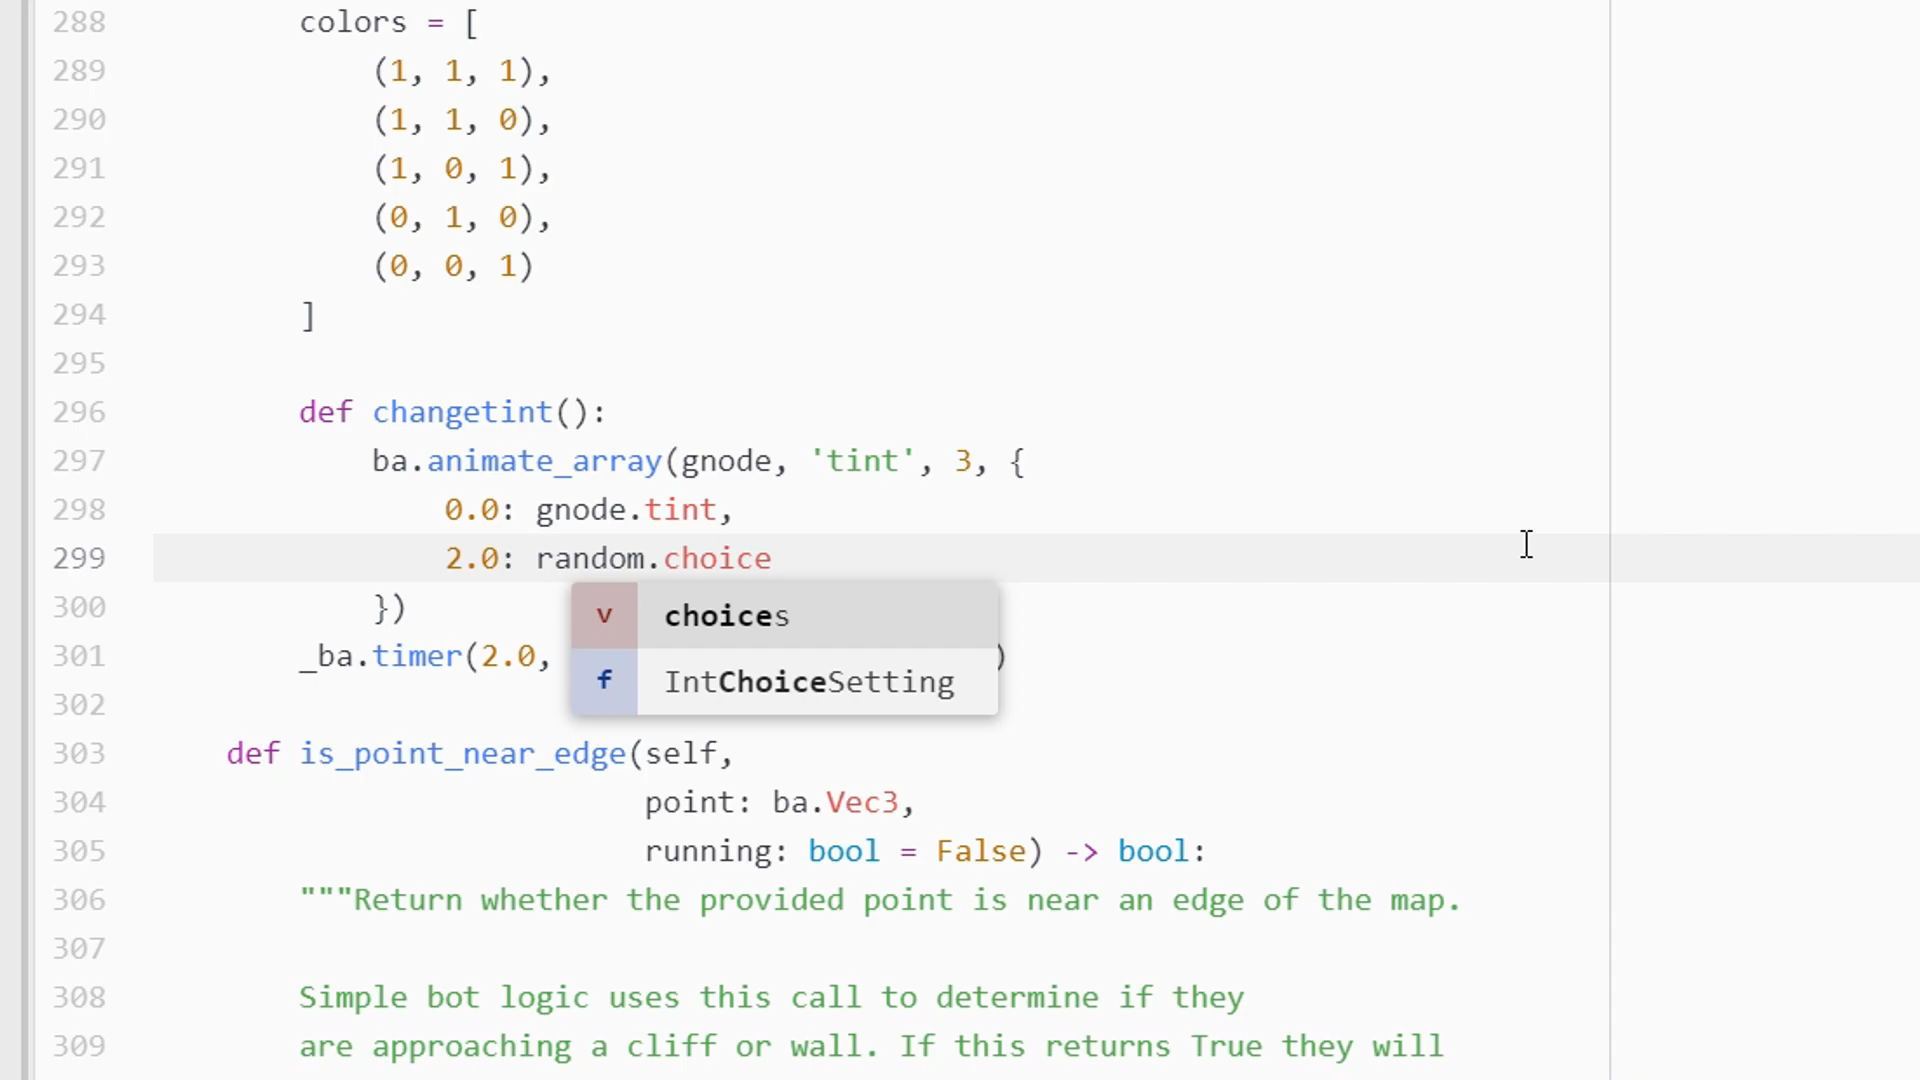 288 colors = [
289 (1, 1, 1),
290 (1, 1, 0),
291 (1, 0, 1),
292 (0, 1, 0),
293 (0, 0, 1)
294 ]
295
296 def changetint():
297 ba.animate_array(gnode, 'tint', 3, {
298 0.0: gnode.tint,
299 2.0: random.choice
v choices
f IntChoiceSetting
300 })
301 _ba.timer(2.0, )
302
303 def is_point_near_edge(self,
304 point: ba.Vec3,
305 running: bool = False) -> bool:
306 """Return whether the provided point is near an edge of the map.
307
308 Simple bot logic uses this call to determine if they
309 are approaching a cliff or wall. If this returns True they will